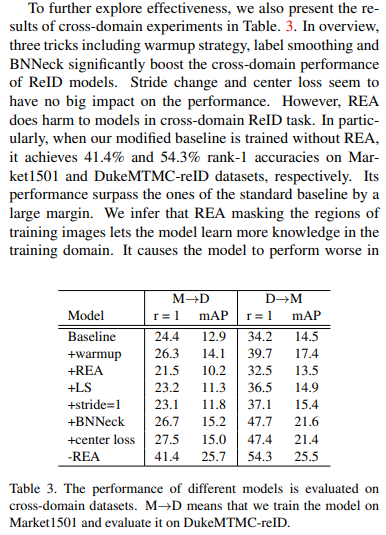 To further explore effectiveness, we also present the re-
sults of cross-domain experiments in Table. 3. In overview,
three tricks including warmup strategy, label smoothing and
BNNeck significantly boost the cross-domain performance
of ReID models. Stride change and center loss seem to
have no big impact on the performance. However, REA
does harm to models in cross-domain ReID task. In partic-
ularly, when our modified baseline is trained without REA,
it achieves 41.4% and 54.3% rank-1 accuracies on Mar-
ket1501 and DukeMTMC-reID datasets, respectively. Its
performance surpass the ones of the standard baseline by a
large margin. We infer that REA masking the regions of
training images lets the model learn more knowledge in the
training domain. It causes the model to perform worse in
M→D D→M
Model r = 1 mAP r = 1 mAP
Baseline 24.4 12.9 34.2 14.5
+warmup 26.3 14.1 39.7 17.4
+REA 21.5 10.2 32.5 13.5
+LS 23.2 11.3 36.5 14.9
+stride=1 23.1 11.8 37.1 15.4
+BNNeck 26.7 15.2 47.7 21.6
+center loss 27.5 15.0 47.4 21.4
-REA 41.4 25.7 54.3 25.5
Table 3. The performance of different models is evaluated on
cross-domain datasets. M→D means that we train the model on
Market1501 and evaluate it on DukeMTMC-reID.